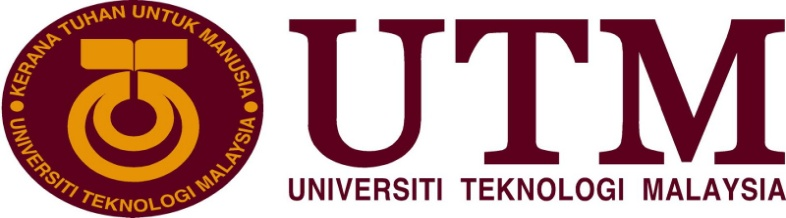 KERANA TUHAN UNTUK MANUSIA
UNIVERSITI TEKNOLOGI MALAYSIA
UTM
UNIVERSITI TEKNOLOGI MALAYSIA